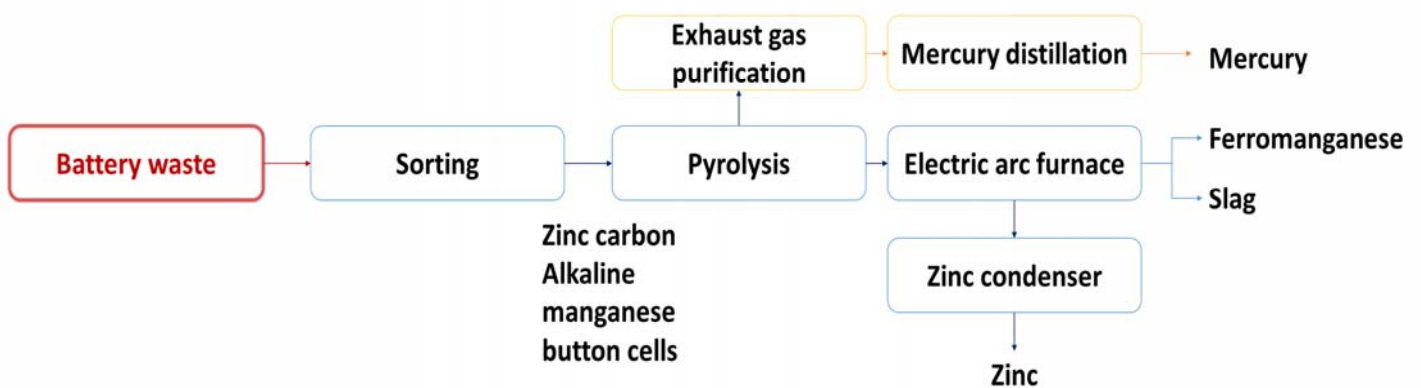 Exhaust gas
purification
Mercury distillation
Mercury
Battery waste
Sorting
Pyrolysis
Electric arc furnace
Ferromanganese
Slag
Zinc carbon
Alkaline
manganese
button cells
Zinc condenser
Zinc